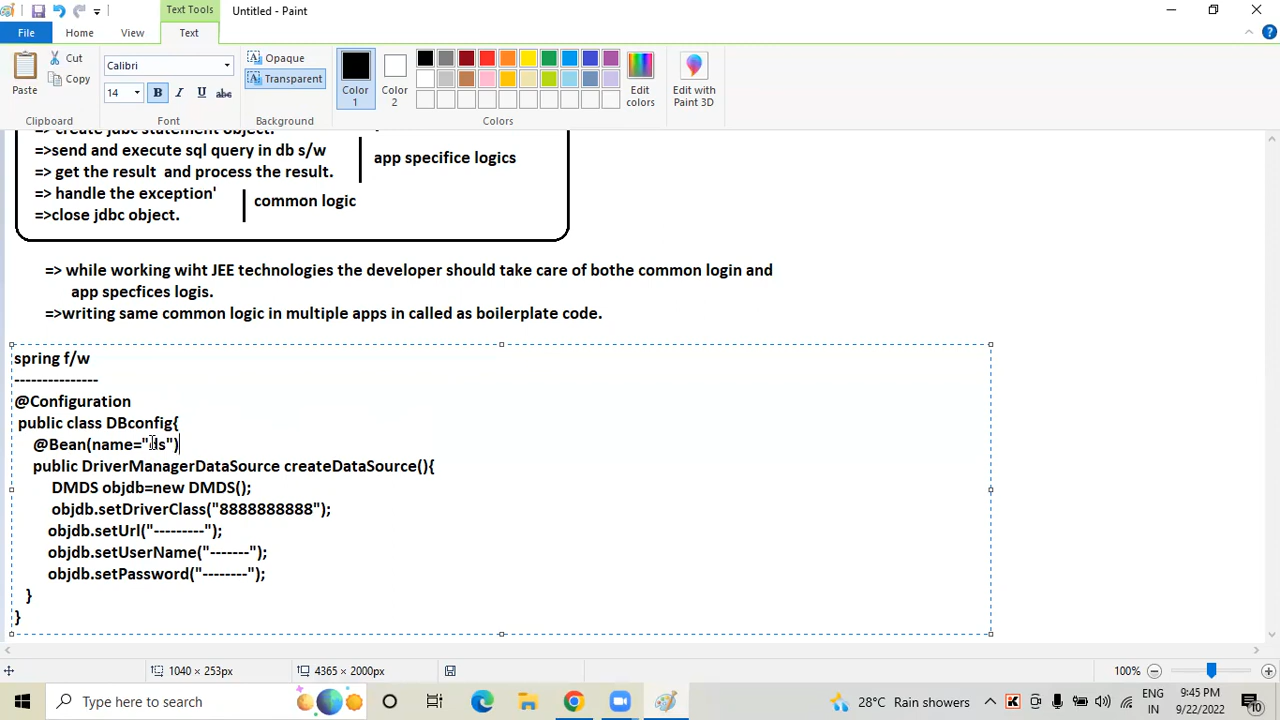 Text Tools
Untitled - Paint
File
Home
View
Text
Paste
Cut
Copy
Clipboard
Calibri
14
B I U abc
Font
Opaque
Transparent
Background
Color 1
Color 2
Edit colors
Edit with Paint 3D
Colors
=> create jdbc statement object.
=>send and execute sql query in db s/w
=> get the result and process the result.
app specifice logics
=> handle the exception'
=>close jdbc object.
common logic
=> while working wiht JEE technologies the developer should take care of bothe common login and
app specfices logis.
=>writing same common logic in multiple apps in called as boilerplate code.
spring f/w
---------------
@Configuration
public class DBconfig{
@Bean(name="ds")
public DriverManagerDataSource createDataSource(){
DMDS objdb=new DMDS();
objdb.setDriverClass("8888888888");
objdb.setUrl("---------");
objdb.setUserName("-------");
objdb.setPassword("--------");
}
}
1040 × 253px
4365 × 2000px
100%
Type here to search
28°C Rain showers
ENG
IN
9:45 PM
9/22/2022
10